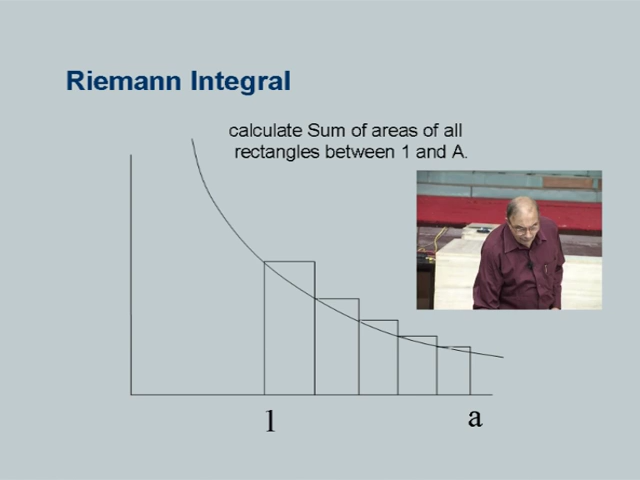 Riemann Integral
calculate Sum of areas of all
rectangles between 1 and A.
1
a